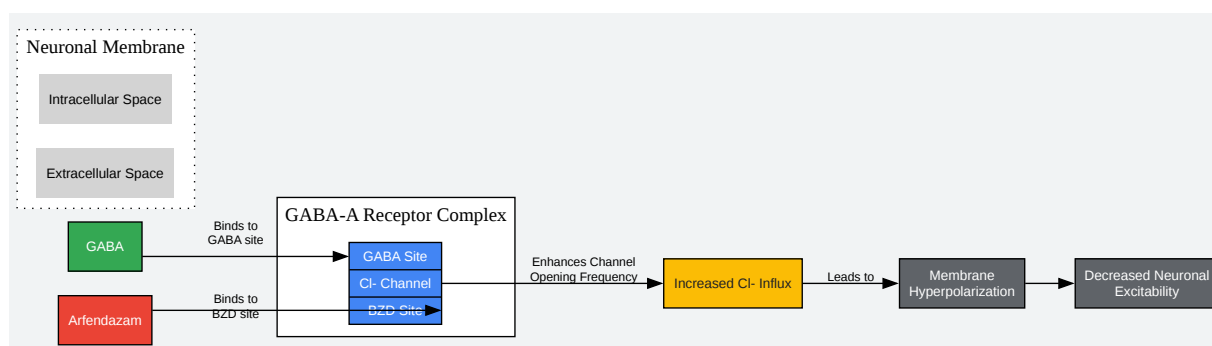 Neuronal Membrane
Intracellular Space
Extracellular Space
GABA
Binds to
GABA site
Arfendazam
Binds to
BZD site
GABA-A Receptor Complex
GABA Site
Cl- Channel
BZD Site
Enhances Channel
Opening Frequency
Increased Cl- Influx
Leads to
Membrane
Hyperpolarization
Decreased Neuronal
Excitability